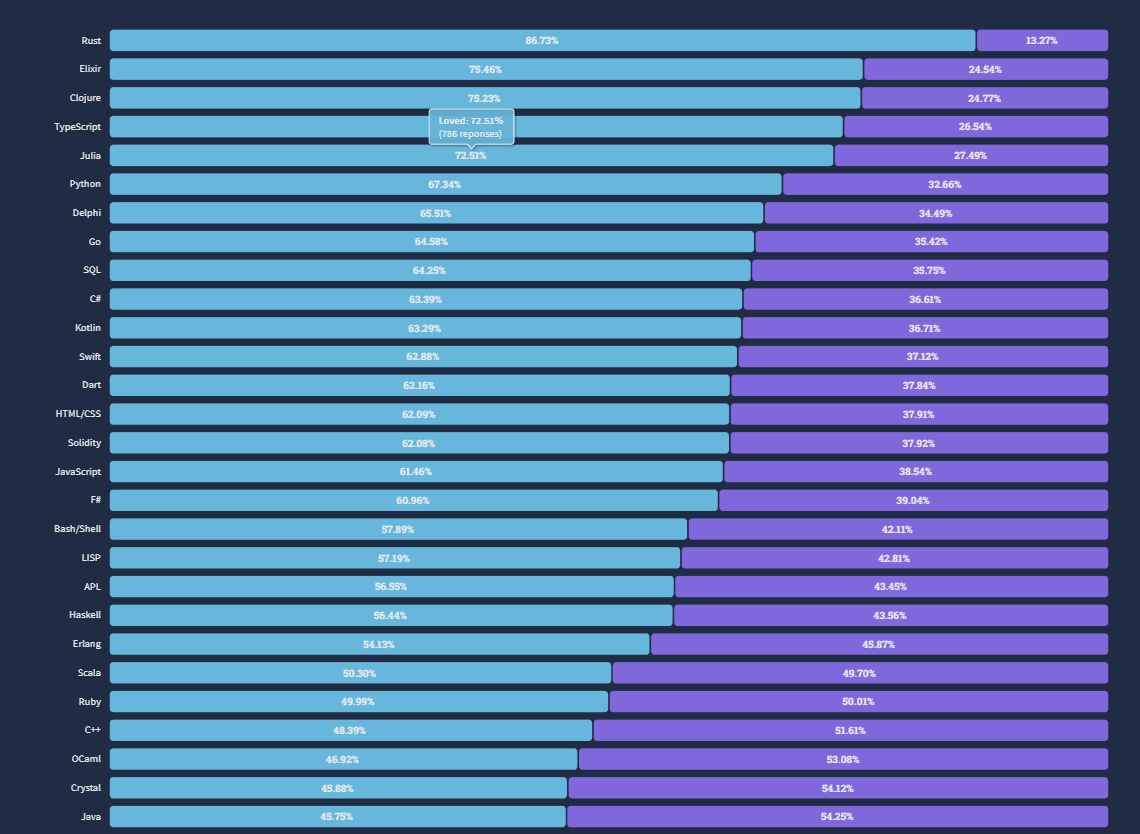 Rust 86.73% 13.27%
Elixir 75.46% 24.54%
Clojure 75.23% 24.77%
Loved: 72.51%
TypeScript 26.54%
(786 reponses)
Julia 72.51% 27.49%
Python 67.34% 32.66%
Delphi 65.51% 34.49%
Go 64.58% 35.42%
SQL 64.25% 35.75%
C# 63.39% 36.61%
Kotlin 63.29% 36.71%
Swift 62.88% 37.12%
Dart 62.16% 37.84%
HTML/CSS 62.09% 37.91%
Solidity 62.08% 37.92%
JavaScript 61.46% 38.54%
F# 60.96% 39.04%
Bash/Shell 57.89% 42.11%
LISP 57.19% 42.81%
APL 56.55% 43.45%
Haskell 56.44% 43.56%
Erlang 54.13% 45.87%
Scala 50.30% 49.70%
Ruby 49.99% 50.01%
C++ 48.39% 51.61%
OCaml 46.92% 53.08%
Crystal 45.88% 54.12%
Java 45.75% 54.25%